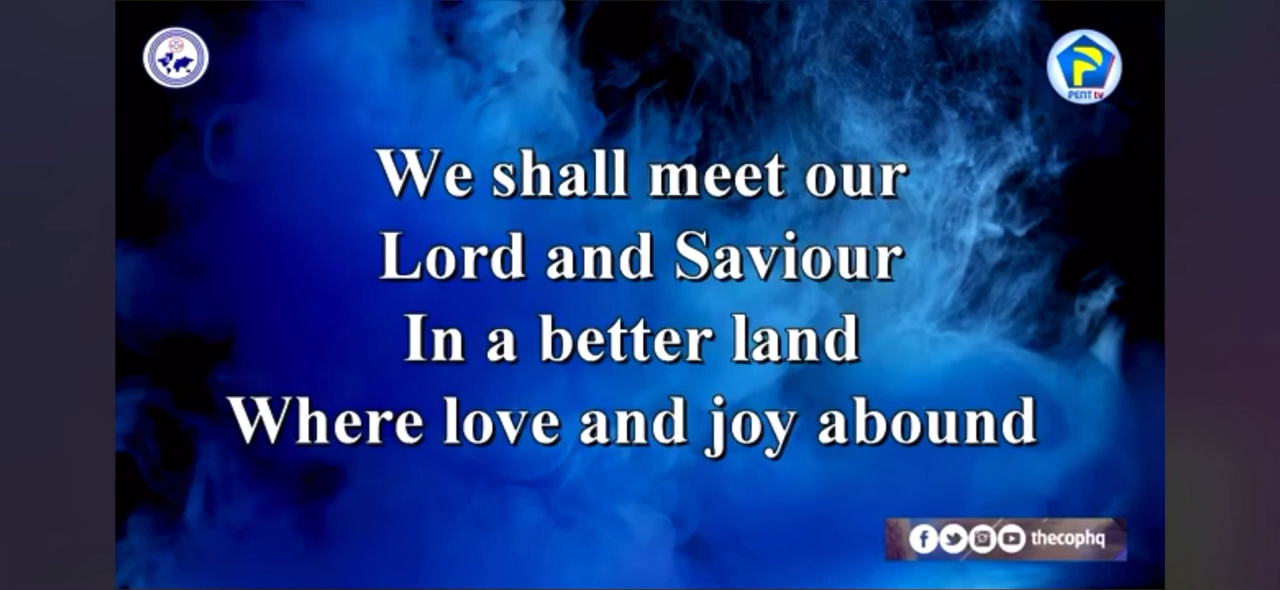 PENT tv
We shall meet our
Lord and Saviour
In a better land
Where love and joy abound
thecophq